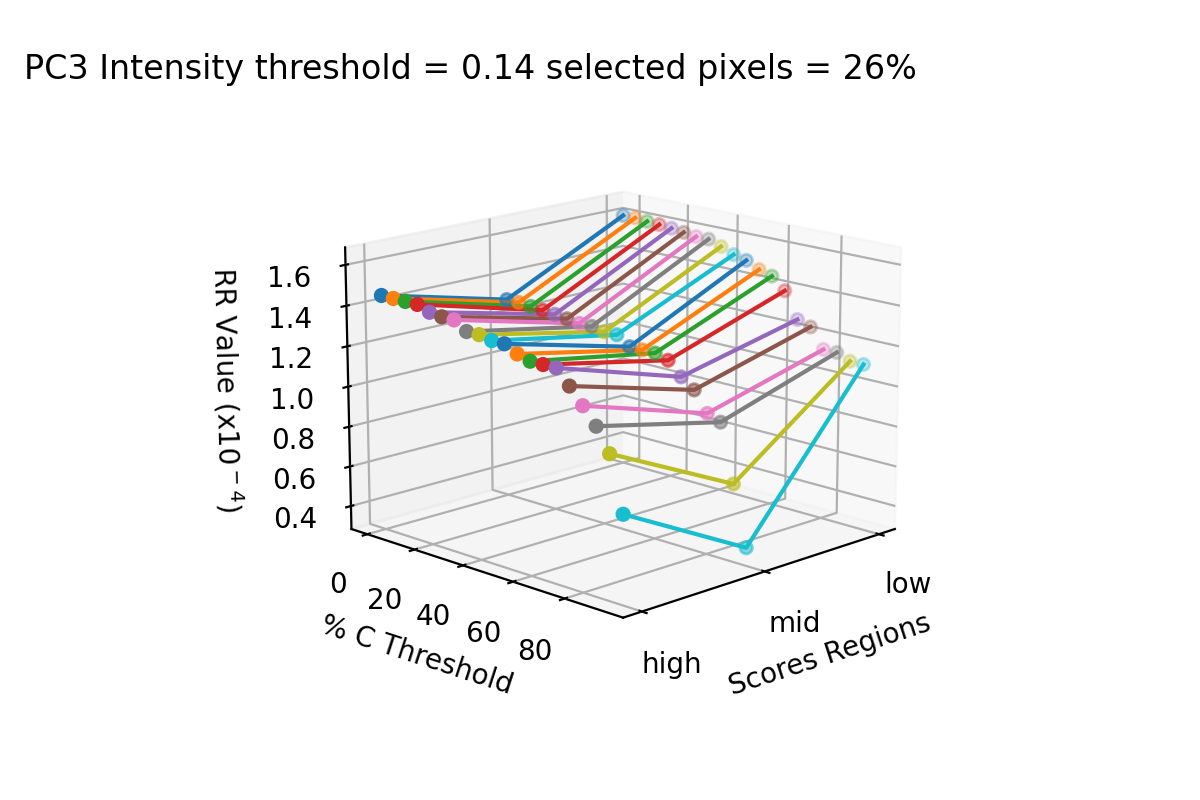 PC3 Intensity threshold = 0.14 selected pixels = 26%
RR Value (x10⁻⁴)
1.6
1.4
1.2
1.0
0.8
0.6
0.4
0
20
40
60
80
% C Threshold
high
mid
low
Scores Regions